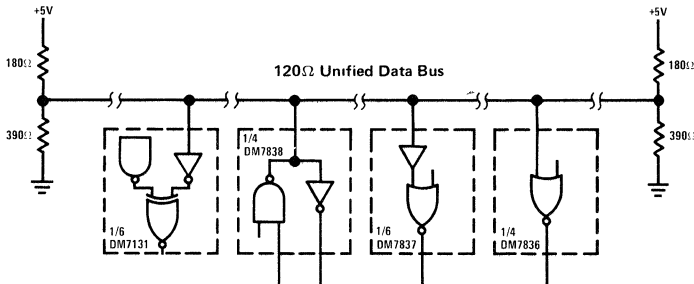 +5V
+5V
180Ω
120Ω Unified Data Bus
180Ω
390Ω
390Ω
1/4
DM7838
1/6
DM7131
1/6
DM7837
1/4
DM7836